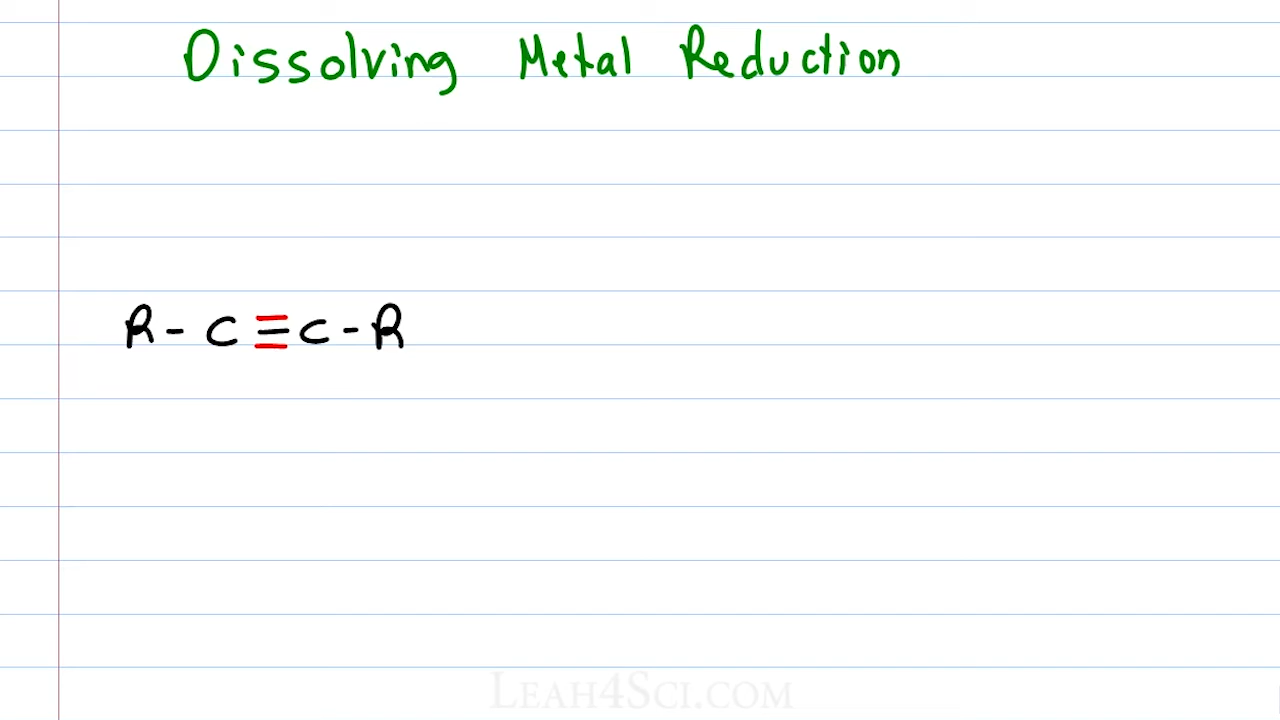 Dissolving Metal Reduction
R - C ≡ C - R
LEAH4SCI.COM